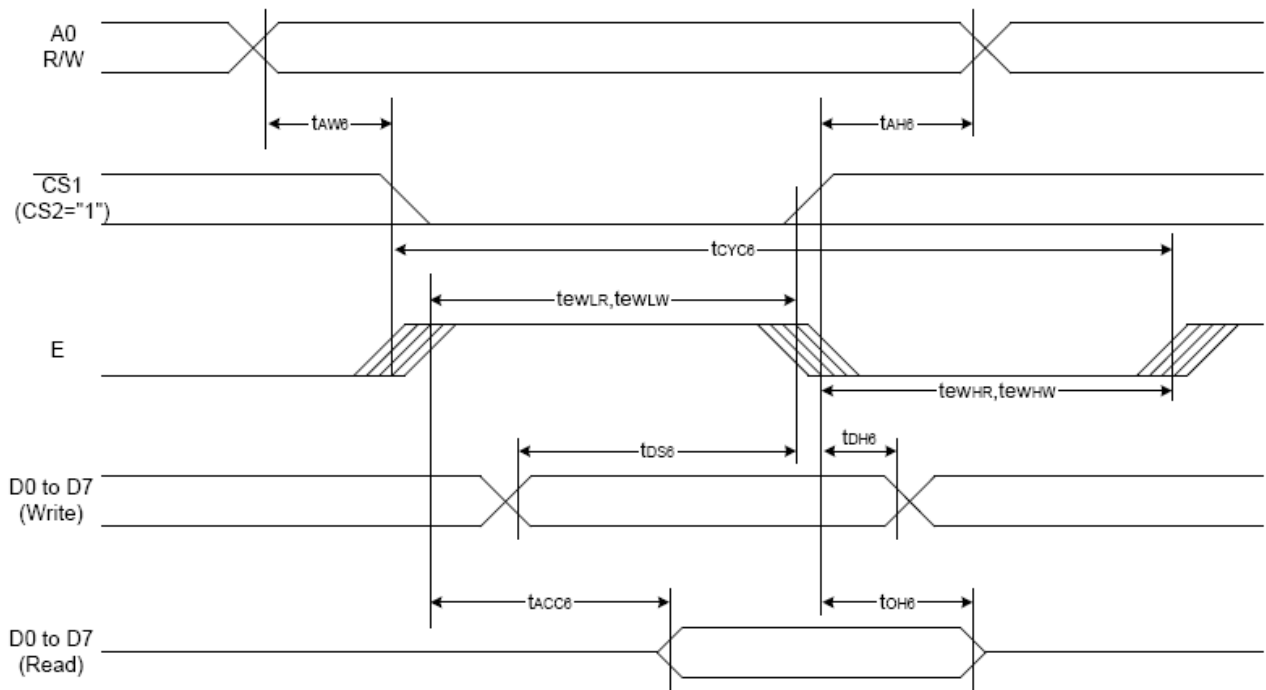 A0
R/W
tAW6
tAH6
CS1
(CS2="1")
tCYC6
tewLR,tewLW
E
tewHR,tewHW
tDS6
tDH6
D0 to D7
(Write)
tACC6
tOH6
D0 to D7
(Read)